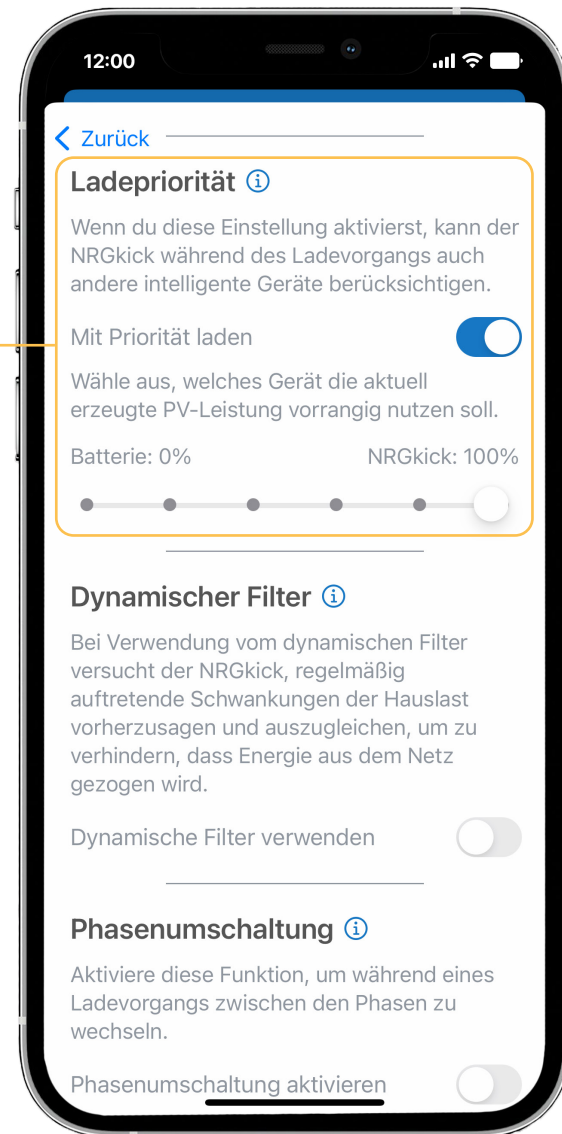 12:00
Zurück
Ladepriorität
Wenn du diese Einstellung aktivierst, kann der
NRGkick während des Ladevorgangs auch
andere intelligente Geräte berücksichtigen.
Mit Priorität laden
Wähle aus, welches Gerät die aktuell
erzeugte PV-Leistung vorrangig nutzen soll.
Batterie: 0% NRGkick: 100%
Dynamischer Filter
Bei Verwendung vom dynamischen Filter
versucht der NRGkick, regelmäßig
auftretende Schwankungen der Hauslast
vorherzusagen und auszugleichen, um zu
verhindern, dass Energie aus dem Netz
gezogen wird.
Dynamische Filter verwenden
Phasenumschaltung
Aktiviere diese Funktion, um während eines
Ladevorgangs zwischen den Phasen zu
wechseln.
Phasenumschaltung aktivieren